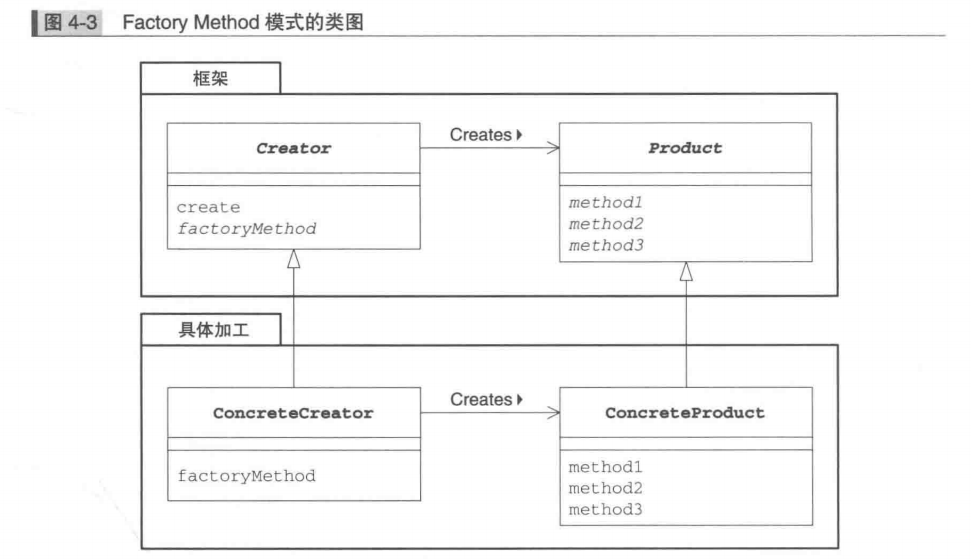 图 4-3 Factory Method 模式的类图
框架
Creator
Creates
Product
create
factoryMethod
method1
method2
method3
具体加工
ConcreteCreator
Creates
ConcreteProduct
factoryMethod
method1
method2
method3